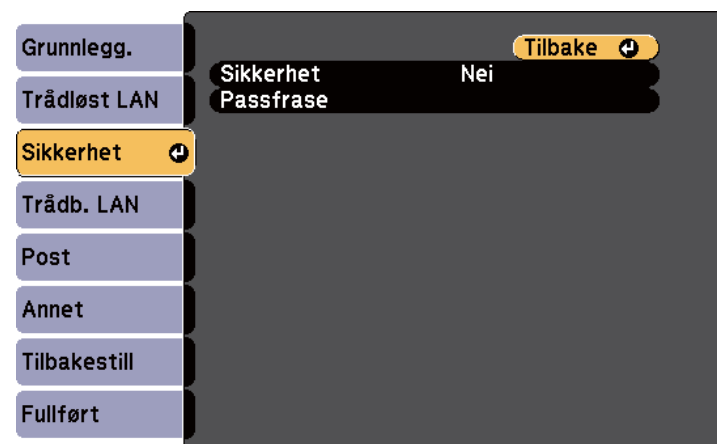 Grunnlegg.
Trådløst LAN
Sikkerhet
Trådb. LAN
Post
Annet
Tilbakestill
Fullført
Tilbake
Sikkerhet Nei
Passfrase